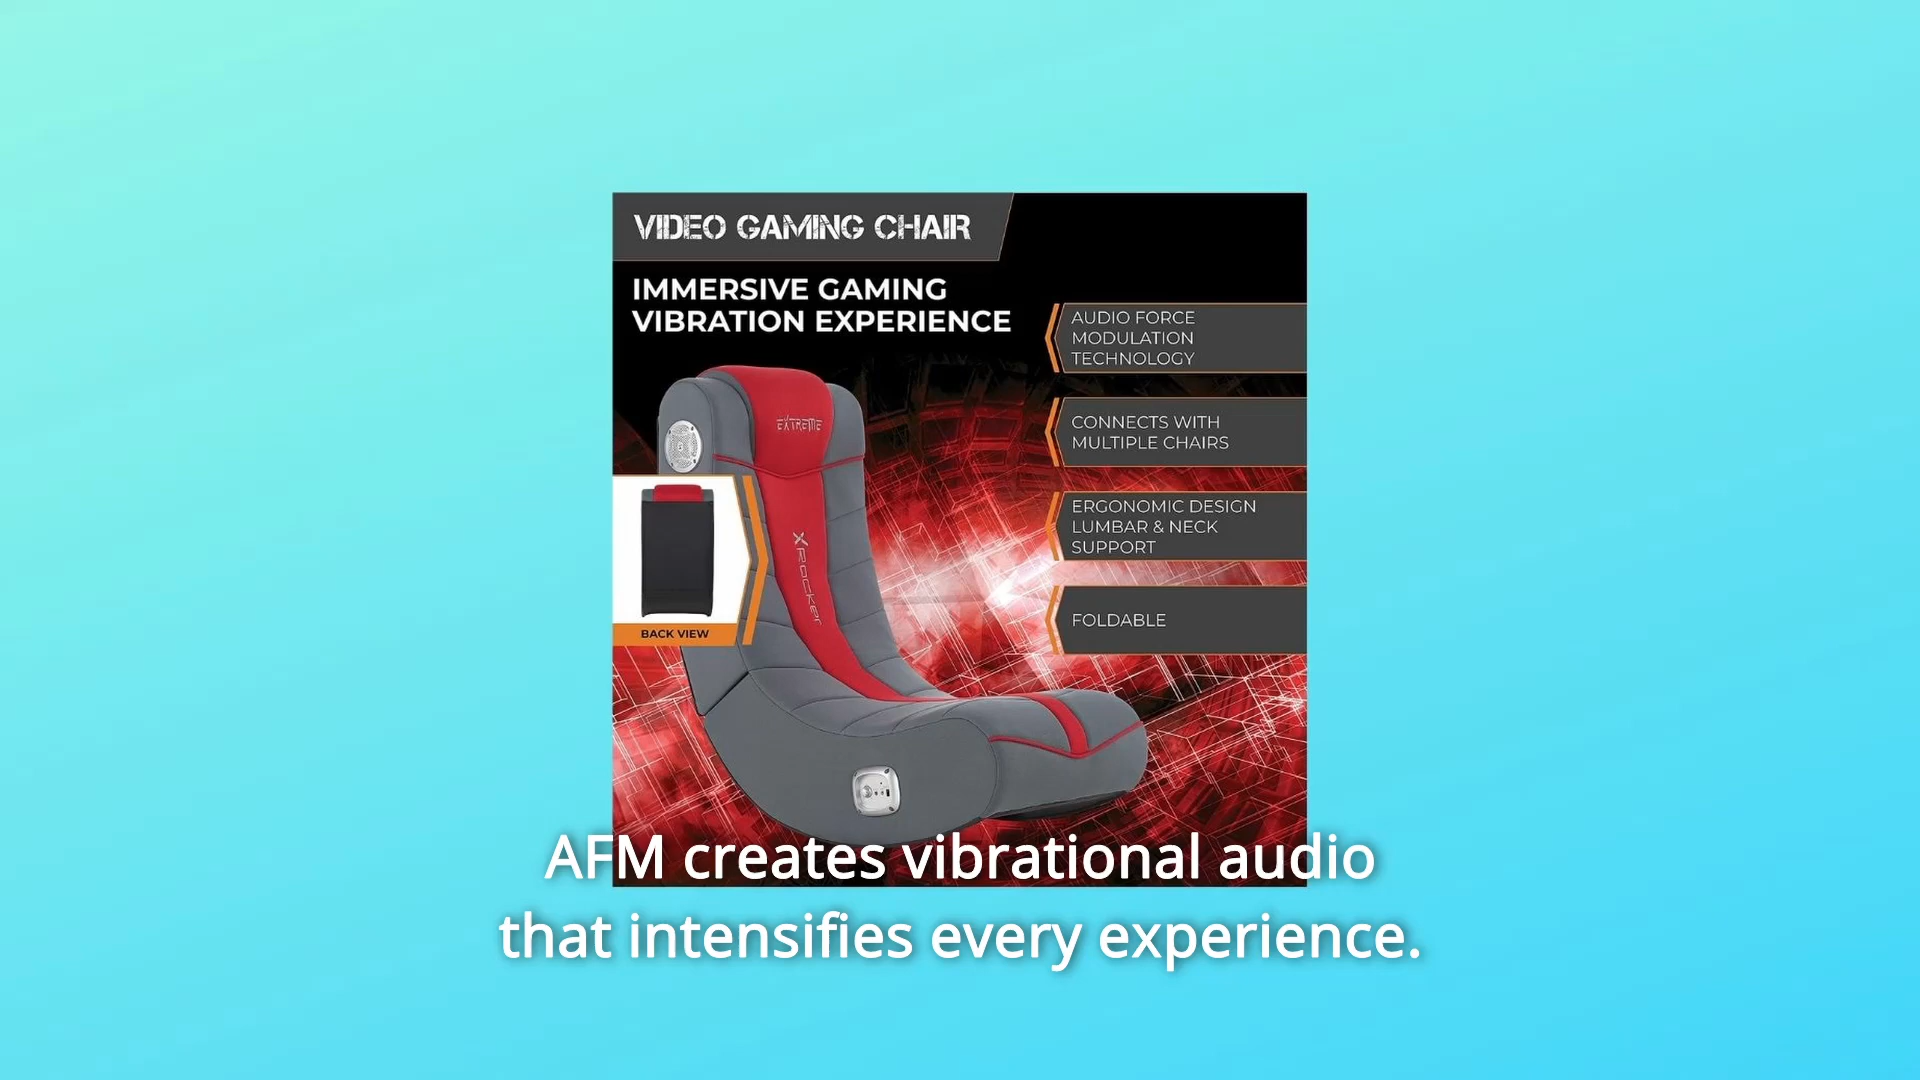 VIDEO GAMING CHAIR
IMMERSIVE GAMING
VIBRATION EXPERIENCE
AUDIO FORCE
MODULATION
TECHNOLOGY
CONNECTS WITH
MULTIPLE CHAIRS
ERGONOMIC DESIGN
LUMBAR & NECK
SUPPORT
FOLDABLE
EXTREME
X ROCKER
BACK VIEW
AFM creates vibrational audio
that intensifies every experience.